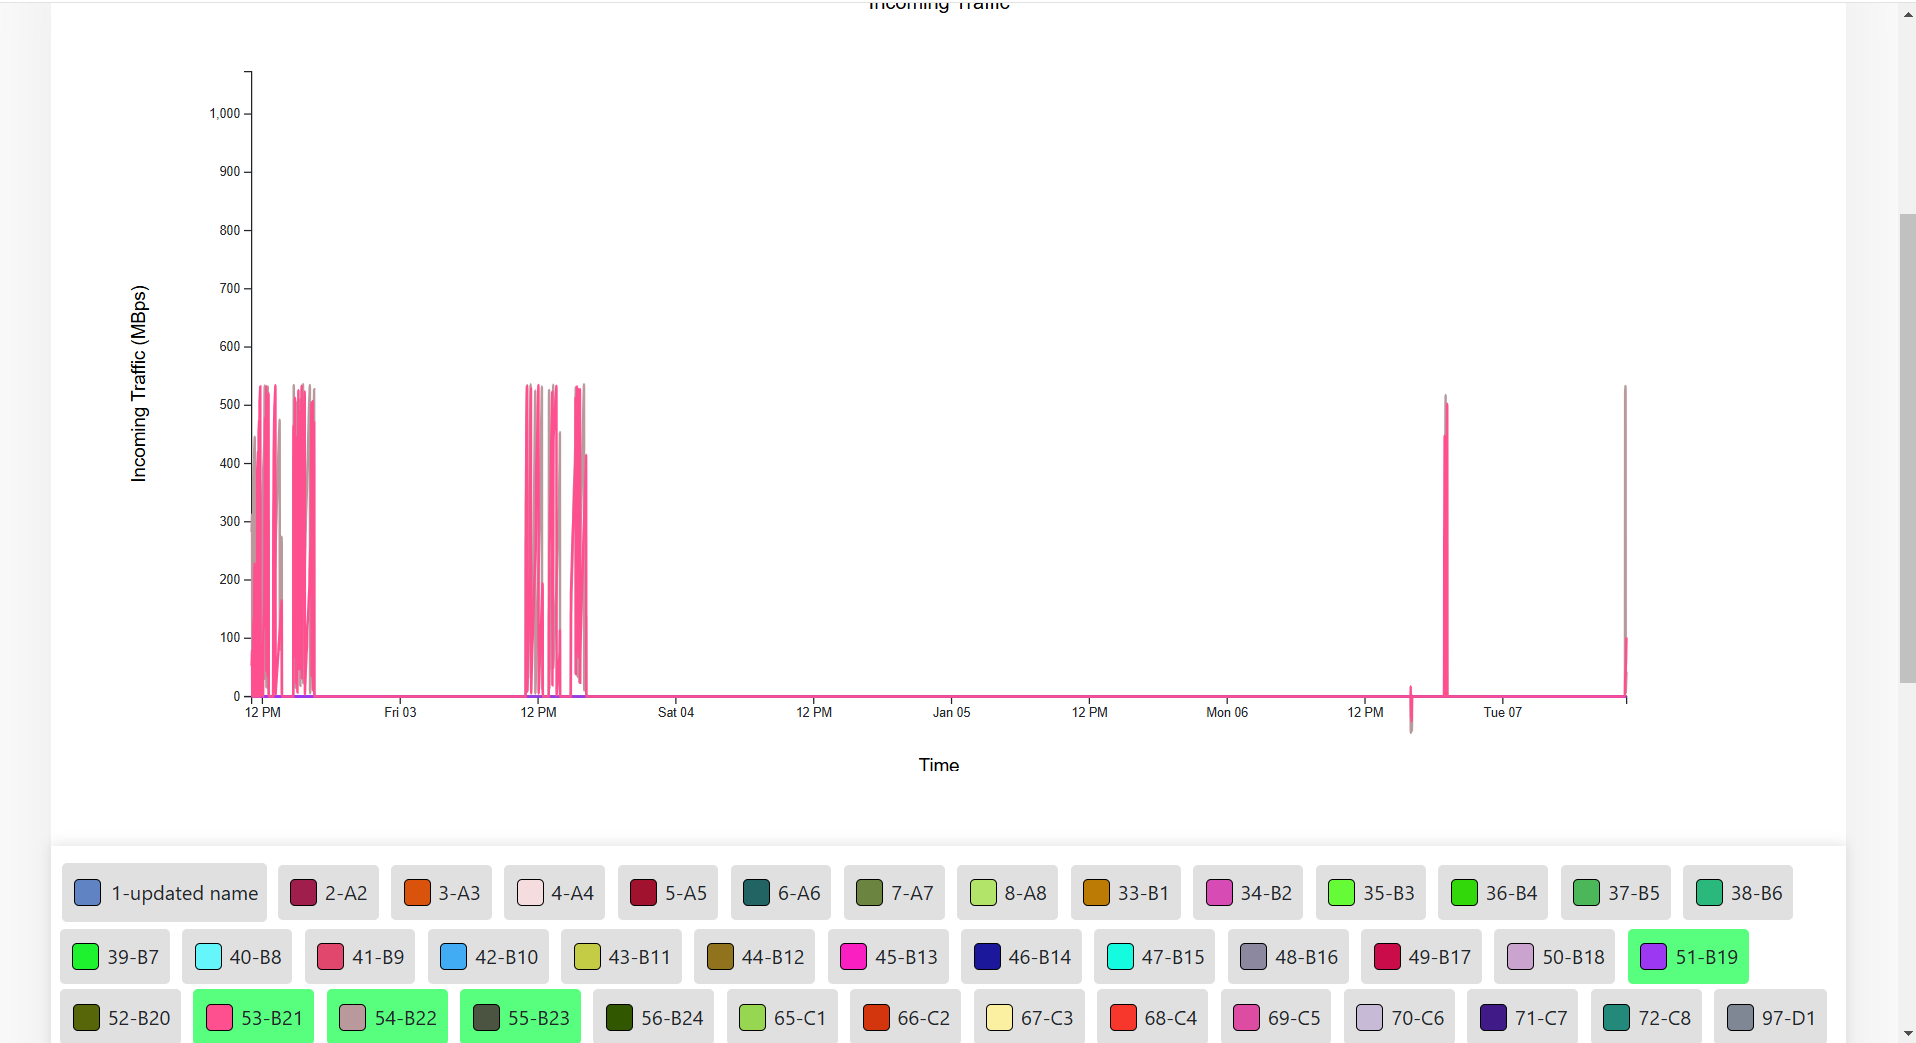 Incoming Traffic
1,000
900
800
700
600
500
400
300
200
100
0
Incoming Traffic (MBps)
12 PM Fri 03 12 PM Sat 04 12 PM Jan 05 12 PM Mon 06 12 PM Tue 07
Time
1-updated name 2-A2 3-A3 4-A4 5-A5 6-A6 7-A7 8-A8 33-B1 34-B2 35-B3 36-B4 37-B5 38-B6
39-B7 40-B8 41-B9 42-B10 43-B11 44-B12 45-B13 46-B14 47-B15 48-B16 49-B17 50-B18 51-B19
52-B20 53-B21 54-B22 55-B23 56-B24 65-C1 66-C2 67-C3 68-C4 69-C5 70-C6 71-C7 72-C8 97-D1